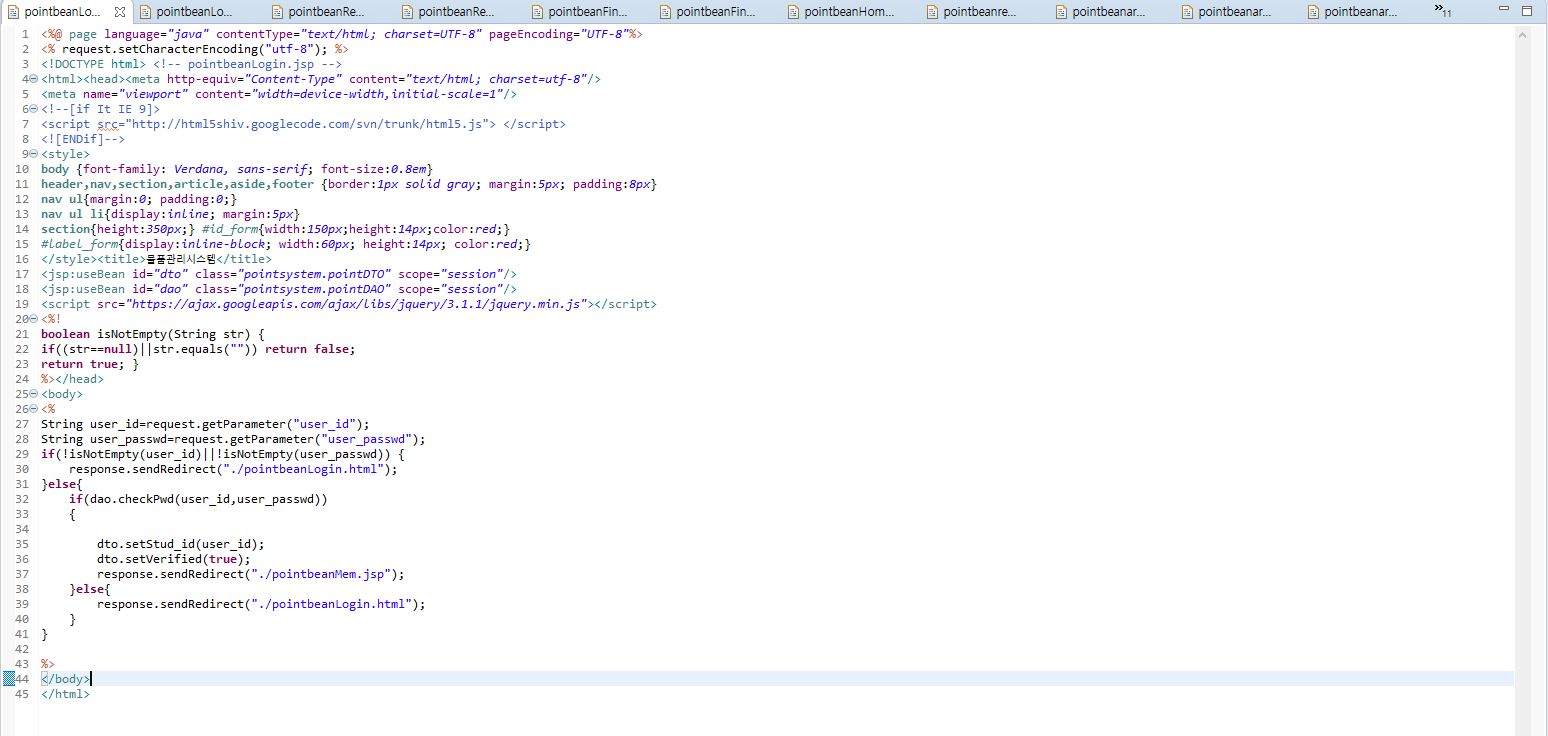 pointbeanLo... pointbeanLo... pointbeanRe... pointbeanRe... pointbeanFin... pointbeanFin... pointbeanHom... pointbeanre... pointbeanar... pointbeanar... pointbeanar... »11
1 <%@ page language="java" contentType="text/html; charset=UTF-8" pageEncoding="UTF-8"%>
2 <% request.setCharacterEncoding("utf-8"); %>
3 <!DOCTYPE html> <!-- pointbeanLogin.jsp -->
4 <html><head><meta http-equiv="Content-Type" content="text/html; charset=utf-8"/>
5 <meta name="viewport" content="width=device-width,initial-scale=1"/>
6 <!--[if It IE 9]>
7 <script src="http://html5shiv.googlecode.com/svn/trunk/html5.js"> </script>
8 <![ENDif]-->
9 <style>
10 body {font-family: Verdana, sans-serif; font-size:0.8em}
11 header,nav,section,article,aside,footer {border:1px solid gray; margin:5px; padding:8px}
12 nav ul{margin:0; padding:0;}
13 nav ul li{display:inline; margin:5px}
14 section{height:350px;} #id_form{width:150px;height:14px;color:red;}
15 #label_form{display:inline-block; width:60px; height:14px; color:red;}
16 </style><title>물품관리시스템</title>
17 <jsp:useBean id="dto" class="pointsystem.pointDTO" scope="session"/>
18 <jsp:useBean id="dao" class="pointsystem.pointDAO" scope="session"/>
19 <script src="https://ajax.googleapis.com/ajax/libs/jquery/3.1.1/jquery.min.js"></script>
20 <%!
21 boolean isNotEmpty(String str) {
22 if((str==null)||str.equals("")) return false;
23 return true; }
24 %></head>
25 <body>
26 <%
27 String user_id=request.getParameter("user_id");
28 String user_passwd=request.getParameter("user_passwd");
29 if(!isNotEmpty(user_id)||!isNotEmpty(user_passwd)) {
30 response.sendRedirect("./pointbeanLogin.html");
31 }else{
32 if(dao.checkPwd(user_id,user_passwd))
33 {
34
35 dto.setStud_id(user_id);
36 dto.setVerified(true);
37 response.sendRedirect("./pointbeanMem.jsp");
38 }else{
39 response.sendRedirect("./pointbeanLogin.html");
40 }
41 }
42
43 %>
44 </body>
45 </html>